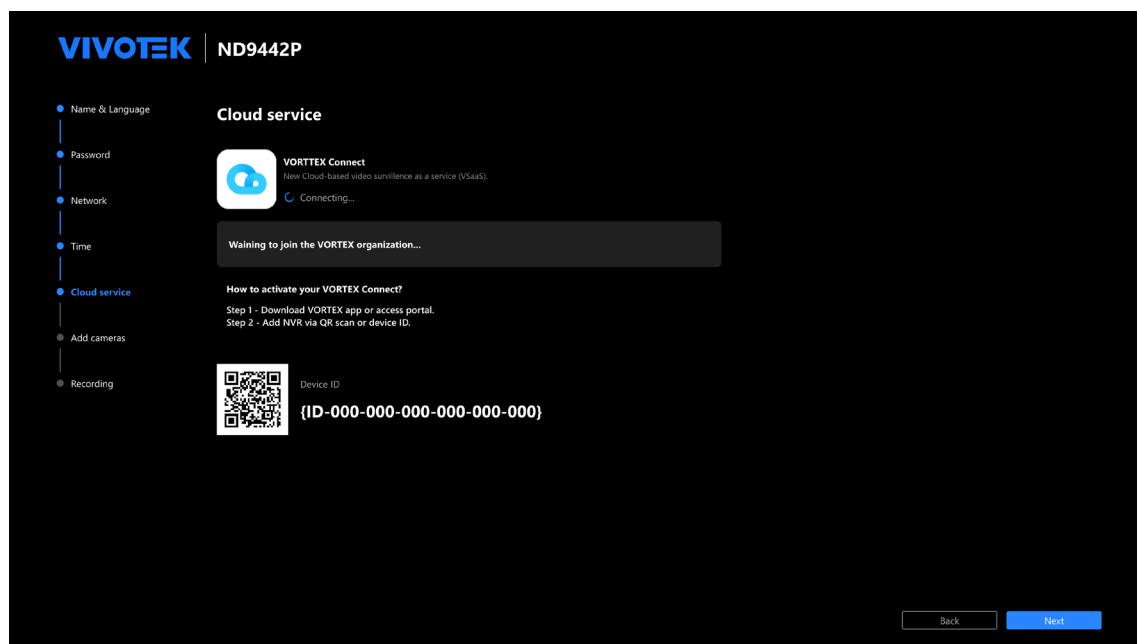 VIVOTEK
ND9442P
Name & Language
Password
Network
Time
Cloud service
Add cameras
Recording
Cloud service
VORTTEX Connect
New Cloud-based video survillence as a service (VSaaS).
Connecting...
Waining to join the VORTEX organization...
How to activate your VORTEX Connect?
Step 1 - Download VORTEX app or access portal.
Step 2 - Add NVR via QR scan or device ID.
Device ID
{ID-000-000-000-000-000-000}
Back
Next